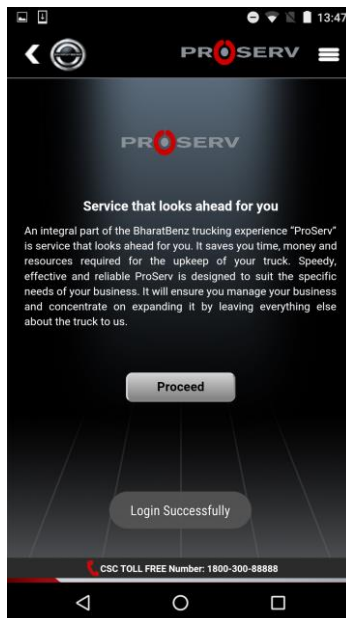 13:47
PROSERV
PROSERV
Service that looks ahead for you
An integral part of the BharatBenz trucking experience "ProServ"
is service that looks ahead for you. It saves you time, money and
resources required for the upkeep of your truck. Speedy,
effective and reliable ProServ is designed to suit the specific
needs of your business. It will ensure you manage your business
and concentrate on expanding it by leaving everything else
about the truck to us.
Proceed
Login Successfully
CSC TOLL FREE Number: 1800-300-88888